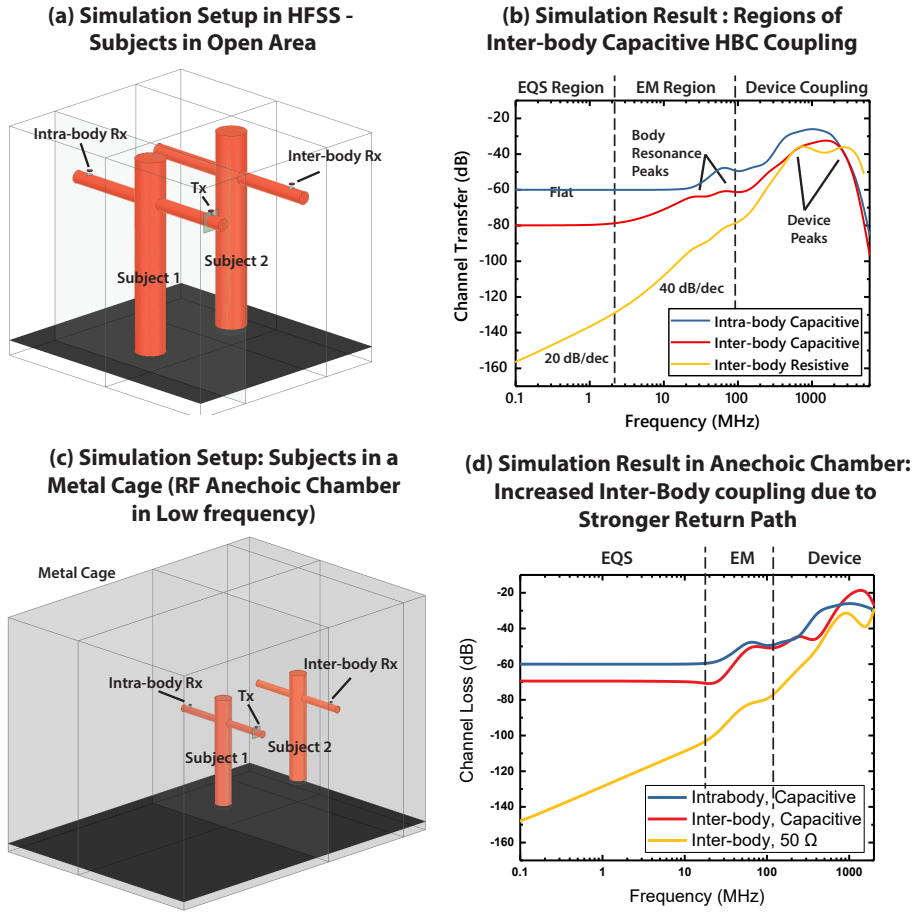 (a) Simulation Setup in HFSS -
Subjects in Open Area
Intra-body Rx
Inter-body Rx
Tx
Subject 1
Subject 2
(b) Simulation Result : Regions of
Inter-body Capacitive HBC Coupling
EQS Region
EM Region
Device Coupling
-20
-40
-60
-80
-100
-120
-140
-160
Channel Transfer (dB)
Body
Resonance
Peaks
Flat
Device
Peaks
40 dB/dec
20 dB/dec
Intra-body Capacitive
Inter-body Capacitive
Inter-body Resistive
0.1
1
10
100
1000
Frequency (MHz)
(c) Simulation Setup: Subjects in a
Metal Cage (RF Anechoic Chamber
in Low frequency)
Metal Cage
Intra-body Rx
Inter-body Rx
Tx
Subject 1
Subject 2
(d) Simulation Result in Anechoic Chamber:
Increased Inter-Body coupling due to
Stronger Return Path
EQS
EM
Device
-20
-40
-60
-80
-100
-120
-140
-160
Channel Loss (dB)
Intrabody, Capacitive
Inter-body, Capacitive
Inter-body, 50 Ω
0.1
1
10
100
1000
Frequency (MHz)